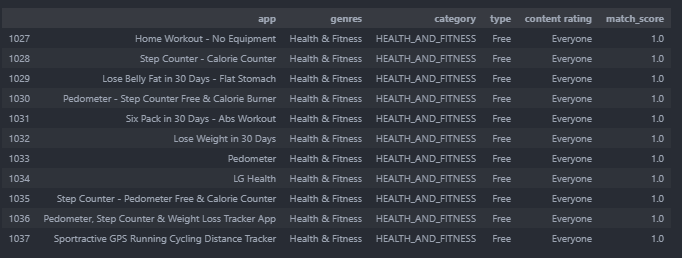 app genres category type content rating match_score
1027 Home Workout - No Equipment Health & Fitness HEALTH_AND_FITNESS Free Everyone 1.0
1028 Step Counter - Calorie Counter Health & Fitness HEALTH_AND_FITNESS Free Everyone 1.0
1029 Lose Belly Fat in 30 Days - Flat Stomach Health & Fitness HEALTH_AND_FITNESS Free Everyone 1.0
1030 Pedometer - Step Counter Free & Calorie Burner Health & Fitness HEALTH_AND_FITNESS Free Everyone 1.0
1031 Six Pack in 30 Days - Abs Workout Health & Fitness HEALTH_AND_FITNESS Free Everyone 1.0
1032 Lose Weight in 30 Days Health & Fitness HEALTH_AND_FITNESS Free Everyone 1.0
1033 Pedometer Health & Fitness HEALTH_AND_FITNESS Free Everyone 1.0
1034 LG Health Health & Fitness HEALTH_AND_FITNESS Free Everyone 1.0
1035 Step Counter - Pedometer Free & Calorie Counter Health & Fitness HEALTH_AND_FITNESS Free Everyone 1.0
1036 Pedometer, Step Counter & Weight Loss Tracker App Health & Fitness HEALTH_AND_FITNESS Free Everyone 1.0
1037 Sportractive GPS Running Cycling Distance Tracker Health & Fitness HEALTH_AND_FITNESS Free Everyone 1.0